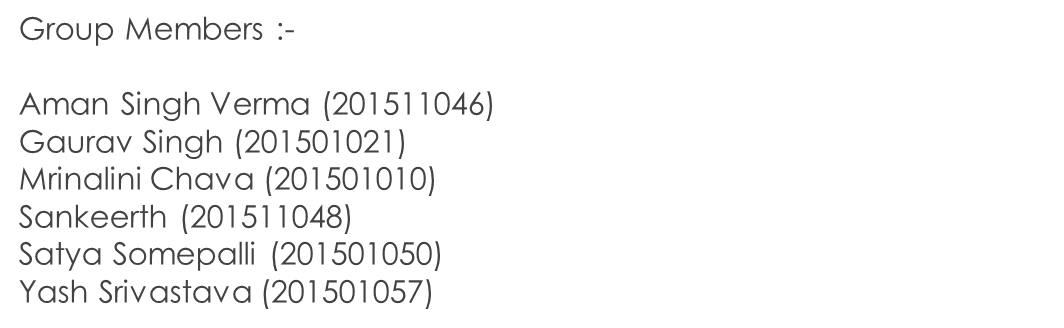 Group Members :-
Aman Singh Verma (201511046)
Gaurav Singh (201501021)
Mrinalini Chava (201501010)
Sankeerth (201511048)
Satya Somepalli (201501050)
Yash Srivastava (201501057)